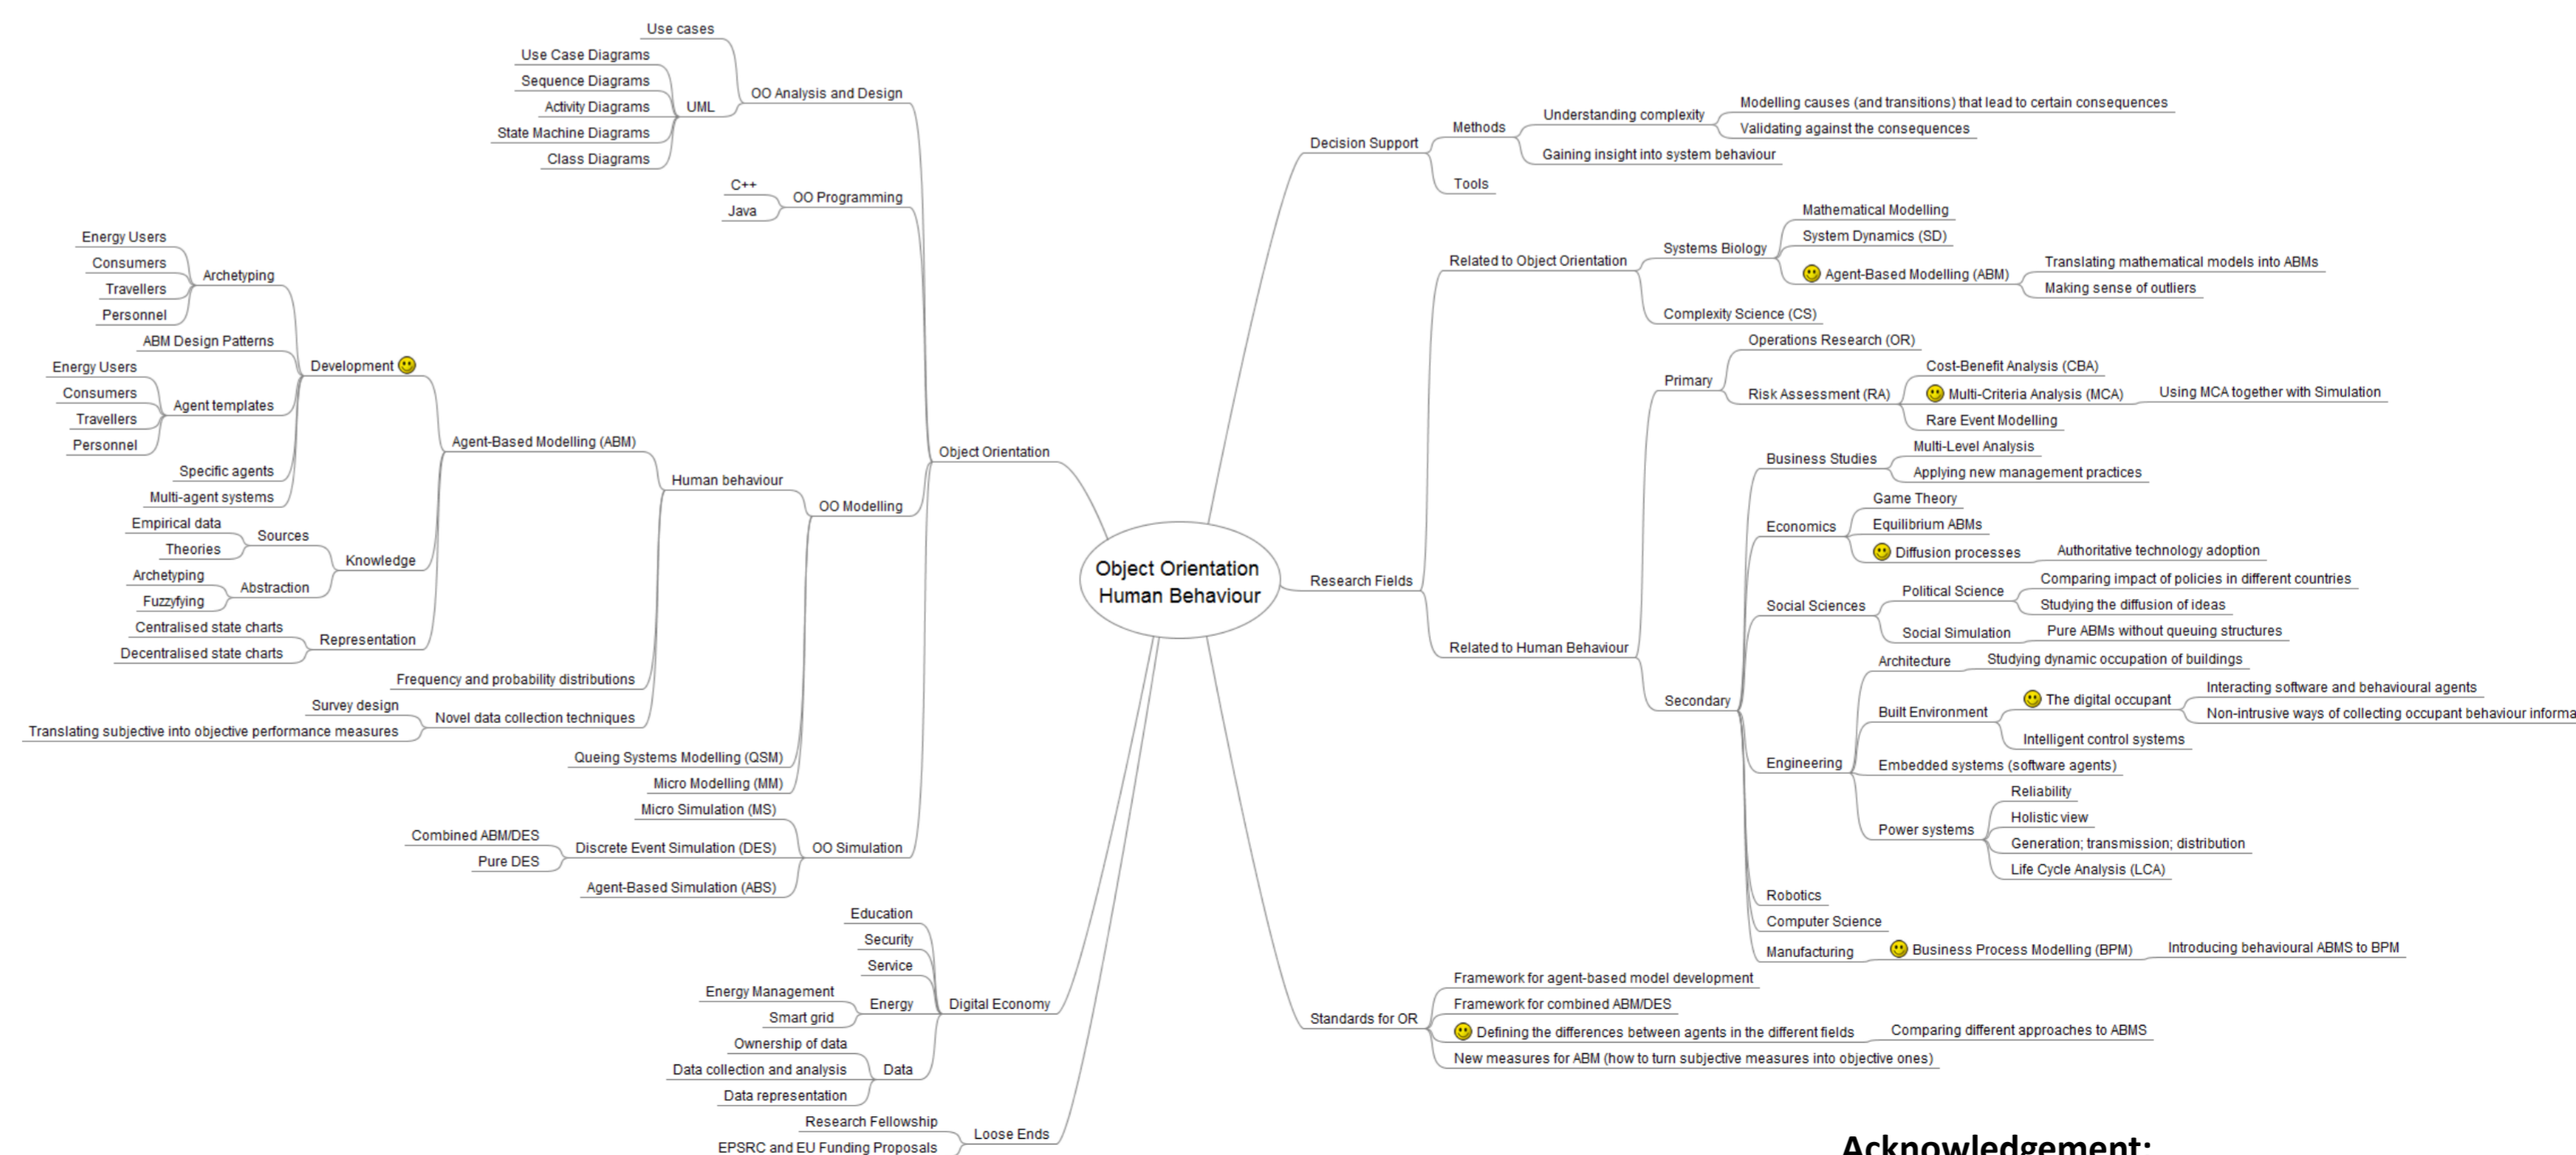 Use cases
Use Case Diagrams
Sequence Diagrams
Activity Diagrams
State Machine Diagrams
Class Diagrams
UML
OO Analysis and Design
C++
Java
OO Programming
Energy Users
Consumers
Travellers
Personnel
Archetyping
ABM Design Patterns
Energy Users
Consumers
Travellers
Personnel
Agent templates
Specific agents
Multi-agent systems
Development
Empirical data
Theories
Sources
Archetyping
Fuzzyfying
Abstraction
Knowledge
Centralised state charts
Decentralised state charts
Representation
Agent-Based Modelling (ABM)
Frequency and probability distributions
Survey design
Translating subjective into objective performance measures
Novel data collection techniques
Human behaviour
Queing Systems Modelling (QSM)
Micro Modelling (MM)
OO Modelling
Micro Simulation (MS)
Combined ABM/DES
Pure DES
Discrete Event Simulation (DES)
Agent-Based Simulation (ABS)
OO Simulation
Object Orientation
Education
Security
Service
Energy Management
Smart grid
Energy
Ownership of data
Data collection and analysis
Data representation
Data
Digital Economy
Research Fellowship
EPSRC and EU Funding Proposals
Loose Ends
Object Orientation
Human Behaviour
Decision Support
Methods
Understanding complexity
Modelling causes (and transitions) that lead to certain consequences
Validating against the consequences
Gaining insight into system behaviour
Tools
Research Fields
Related to Object Orientation
Systems Biology
Mathematical Modelling
System Dynamics (SD)
Agent-Based Modelling (ABM)
Translating mathematical models into ABMs
Making sense of outliers
Complexity Science (CS)
Related to Human Behaviour
Primary
Operations Research (OR)
Risk Assessment (RA)
Cost-Benefit Analysis (CBA)
Multi-Criteria Analysis (MCA)
Using MCA together with Simulation
Rare Event Modelling
Secondary
Business Studies
Multi-Level Analysis
Applying new management practices
Economics
Game Theory
Equilibrium ABMs
Diffusion processes
Authoritative technology adoption
Social Sciences
Political Science
Comparing impact of policies in different countries
Studying the diffusion of ideas
Social Simulation
Pure ABMs without queuing structures
Engineering
Architecture
Studying dynamic occupation of buildings
Built Environment
The digital occupant
Interacting software and behavioural agents
Non-intrusive ways of collecting occupant behaviour informa
Intelligent control systems
Embedded systems (software agents)
Power systems
Reliability
Holistic view
Generation; transmission; distribution
Life Cycle Analysis (LCA)
Robotics
Computer Science
Manufacturing
Business Process Modelling (BPM)
Introducing behavioural ABMS to BPM
Standards for OR
Framework for agent-based model development
Framework for combined ABM/DES
Defining the differences between agents in the different fields
Comparing different approaches to ABMS
New measures for ABM (how to turn subjective measures into objective ones)
Acknowledgement: